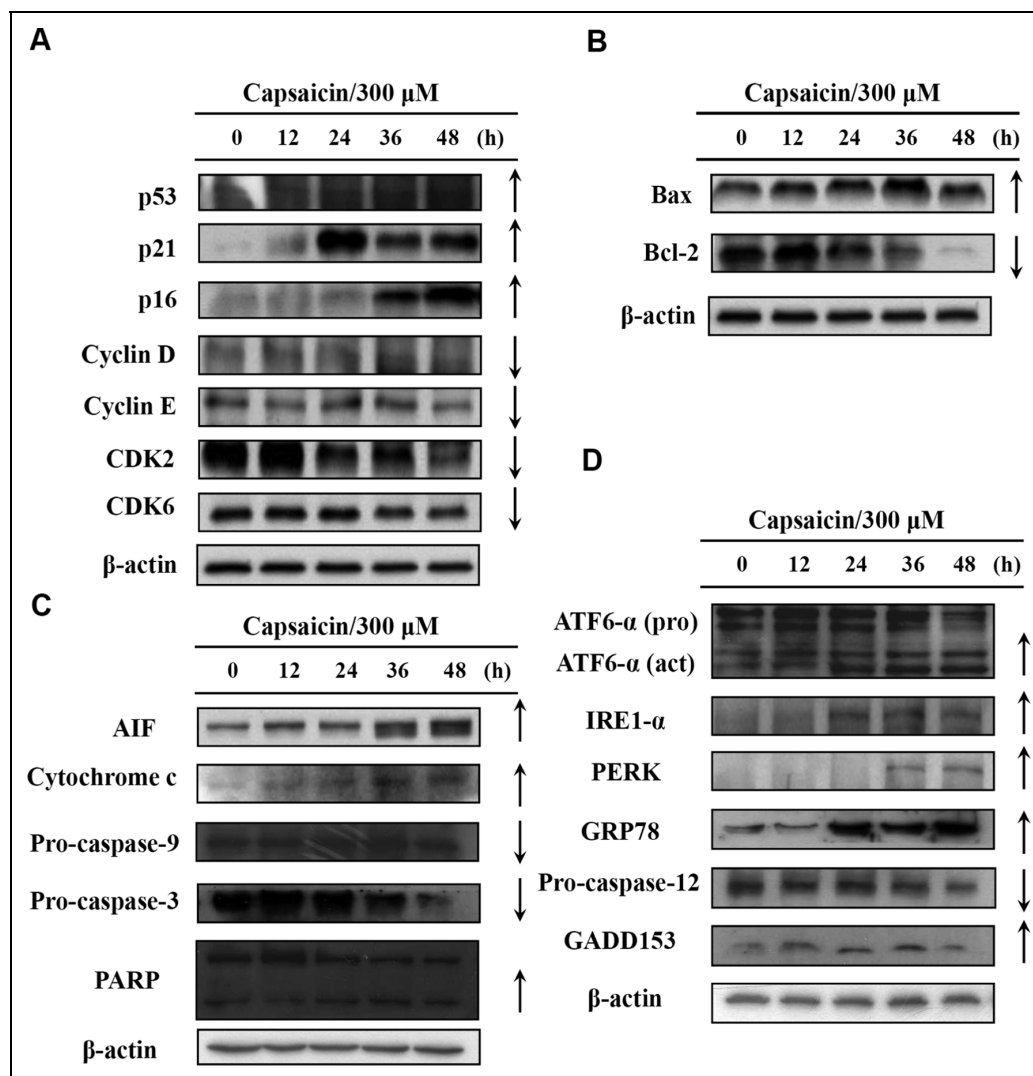 A
Capsaicin/300 μM
0 12 24 36 48 (h)
p53
p21
p16
Cyclin D
Cyclin E
CDK2
CDK6
β-actin
B
Capsaicin/300 μM
0 12 24 36 48 (h)
Bax
Bcl-2
β-actin
C
Capsaicin/300 μM
0 12 24 36 48 (h)
AIF
Cytochrome c
Pro-caspase-9
Pro-caspase-3
PARP
β-actin
D
Capsaicin/300 μM
0 12 24 36 48 (h)
ATF6-α (pro)
ATF6-α (act)
IRE1-α
PERK
GRP78
Pro-caspase-12
GADD153
β-actin